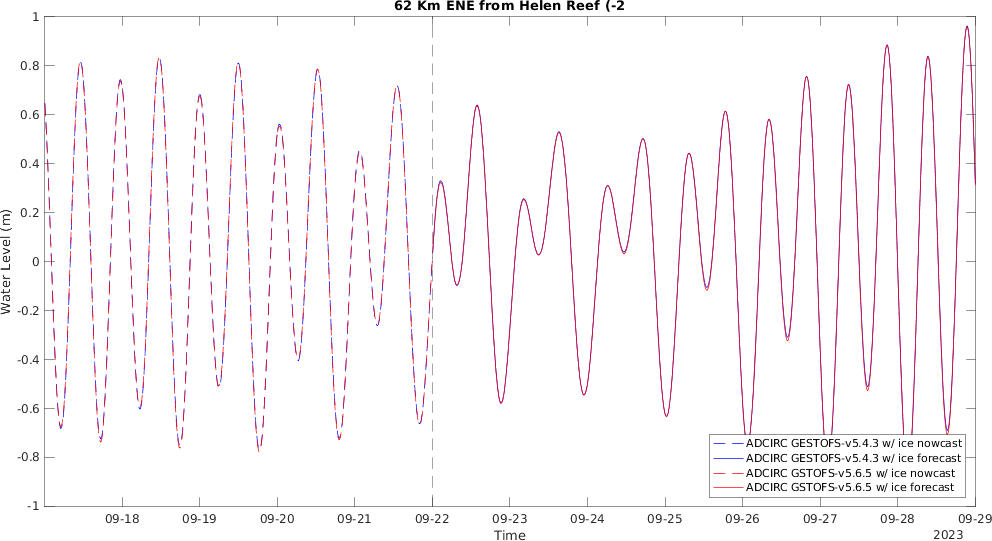 62 Km ENE from Helen Reef (-2
1
0.8
0.6
0.4
0.2
0
-0.2
-0.4
-0.6
-0.8
-1
Water Level (m)
ADCIRC GESTOFS-v5.4.3 w/ ice nowcast
ADCIRC GESTOFS-v5.4.3 w/ ice forecast
ADCIRC GSTOFS-v5.6.5 w/ ice nowcast
ADCIRC GSTOFS-v5.6.5 w/ ice forecast
09-18 09-19 09-20 09-21 09-22 09-23 09-24 09-25 09-26 09-27 09-28 09-29
Time
2023